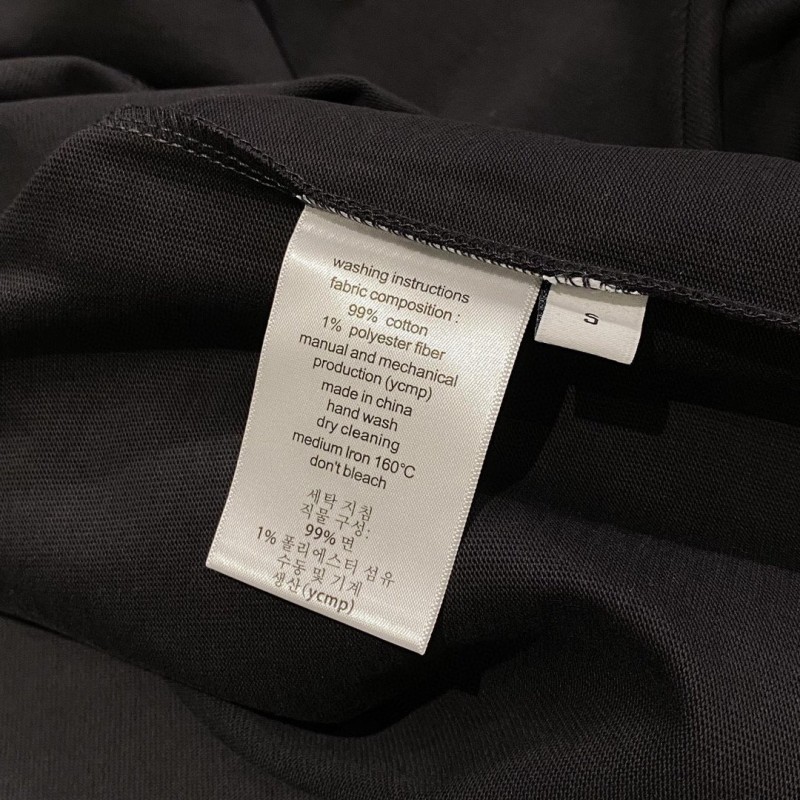 washing instructions
fabric composition :
99% cotton
1% polyester fiber
manual and mechanical
production (ycmp)
made in china
hand wash
dry cleaning
medium Iron 160°C
don't bleach
세탁 지침
직물 구성:
99% 면
1% 폴리에스터 섬유
수동 및 기계
생산(ycmp)
S